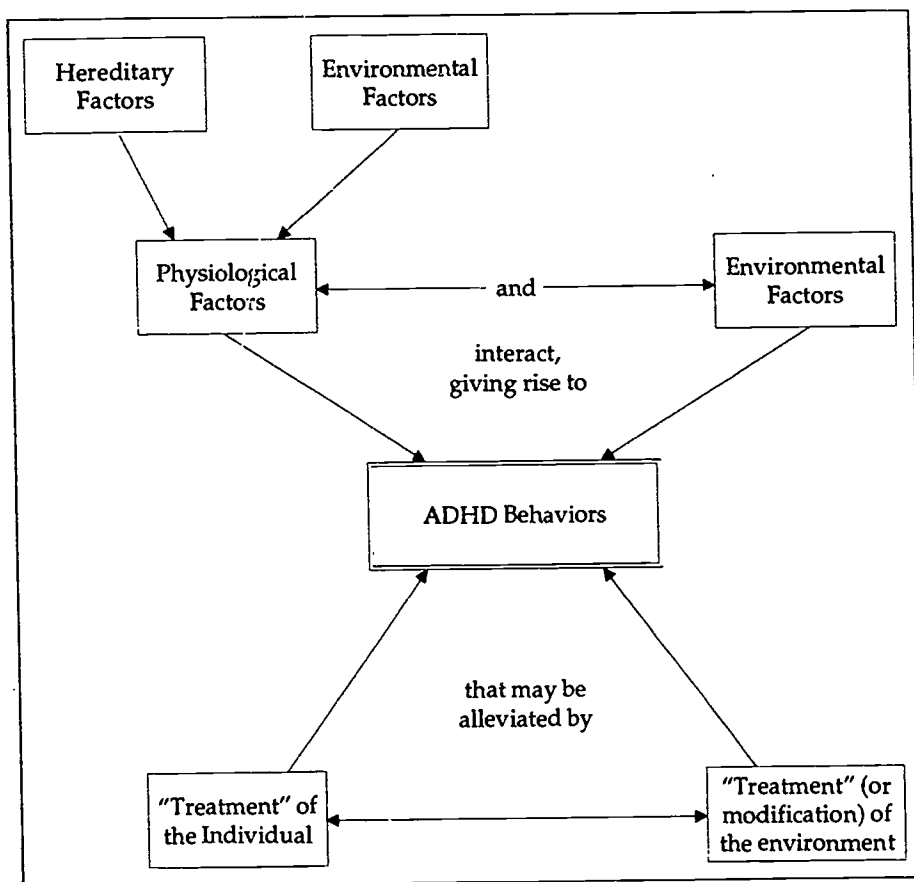 Hereditary
Factors
Environmental
Factors
Physiological
Factors
and
Environmental
Factors
interact,
giving rise to
ADHD Behaviors
that may be
alleviated by
"Treatment" of
the Individual
"Treatment" (or
modification) of
the environment